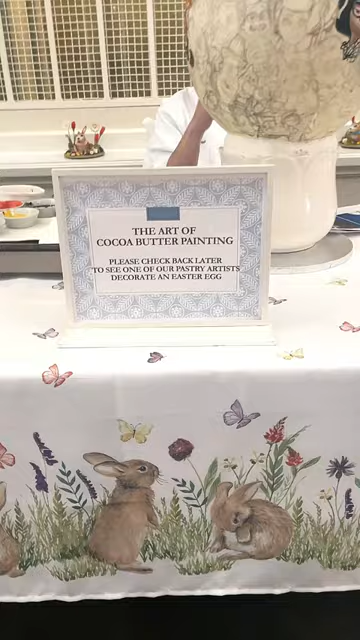 THE ART OF
COCOA BUTTER PAINTING
PLEASE CHECK BACK LATER
TO SEE ONE OF OUR PASTRY ARTISTS
DECORATE AN EASTER EGG